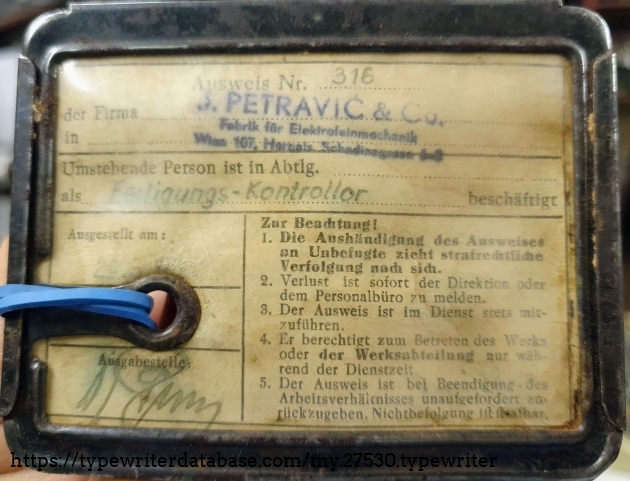 Ausweis Nr. 316
der Firma J. PETRAVIĆ & Co.
Fabrik für Elektrofeinmechanik
in Wien 107, Hernals, Schadinagasse
Umstehende Person ist in Abtlg.
als Fertigungs-Kontrollor beschäftigt
Ausgestellt am:
Ausgabestelle:
Zur Beachtung!
1. Die Aushändigung des Ausweises
an Unbefugte zieht strafrechtliche
Verfolgung nach sich.
2. Verlust ist sofort der Direktion oder
dem Personalbüro zu melden.
3. Der Ausweis ist im Dienst stets mit-
zuführen.
4. Er berechtigt zum Betreten des Werks
oder der Werksabteilung nur wäh-
rend der Dienstzeit.
5. Der Ausweis ist bei Beendigung des
Arbeitsverhältnisses unaufgefordert zu-
rückzugeben. Nichtbefolgung ist strafbar.
https://typewriterdatabase.com/my.27530.typewriter